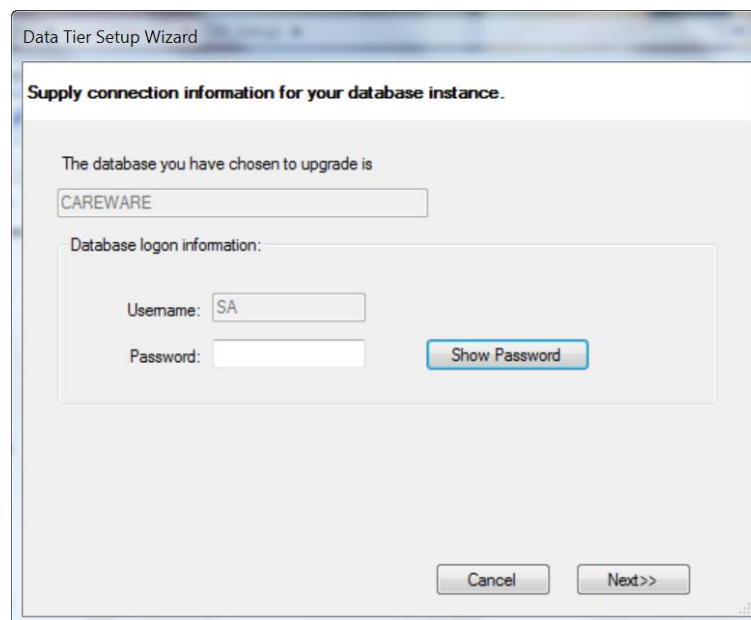 Data Tier Setup Wizard
Supply connection information for your database instance.
The database you have chosen to upgrade is
CAREWARE
Database logon information:
Username: SA
Password: Show Password
Cancel Next>>